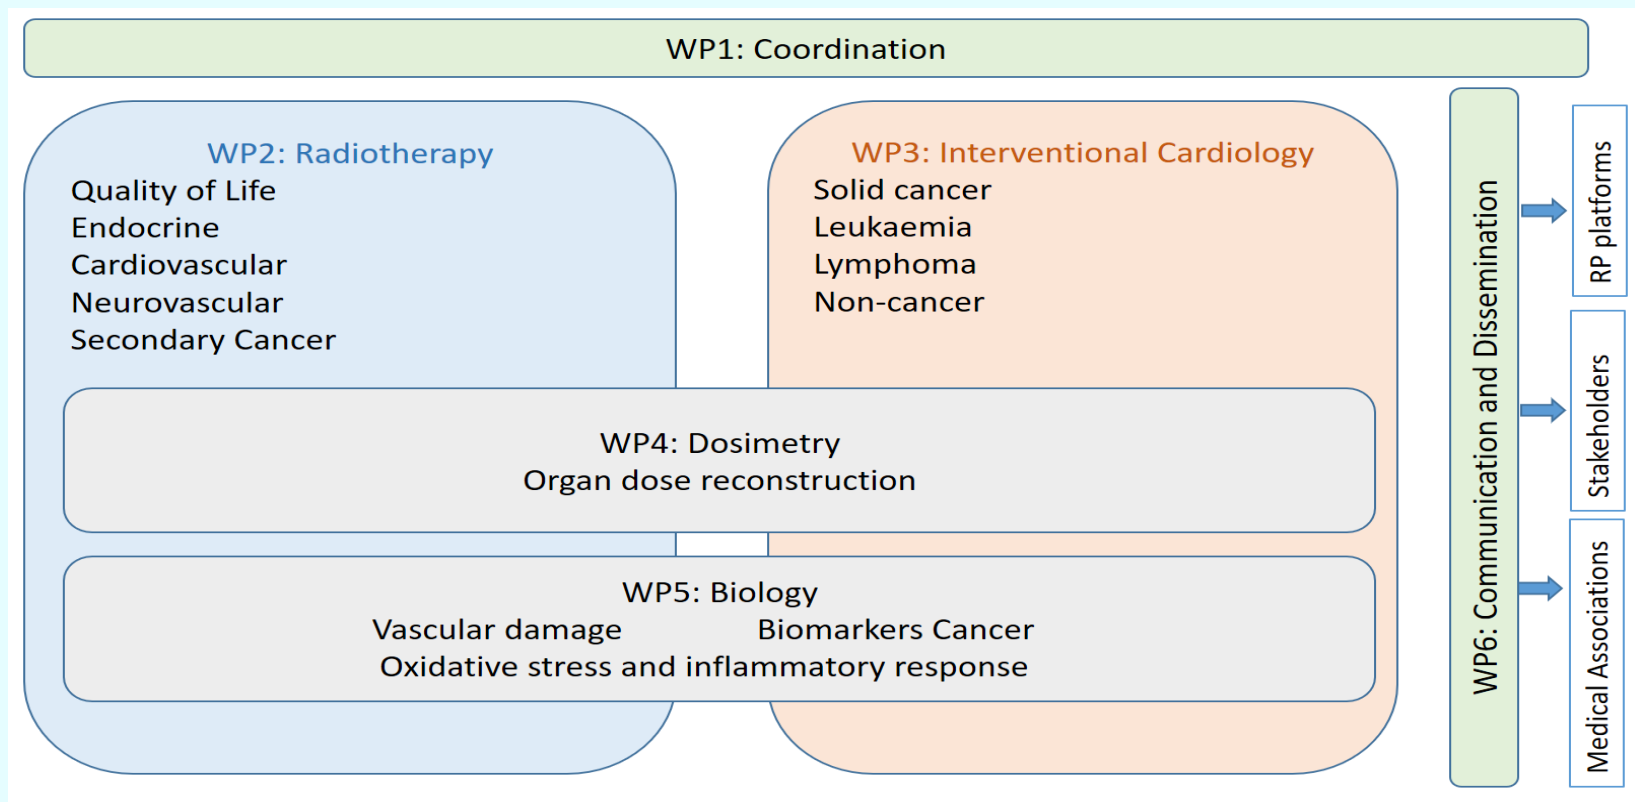 WP1: Coordination
WP2: Radiotherapy
Quality of Life
Endocrine
Cardiovascular
Neurovascular
Secondary Cancer
WP3: Interventional Cardiology
Solid cancer
Leukaemia
Lymphoma
Non-cancer
WP4: Dosimetry
Organ dose reconstruction
WP5: Biology
Vascular damage Biomarkers Cancer
Oxidative stress and inflammatory response
WP6: Communication and Dissemination
RP platforms
Stakeholders
Medical Associations